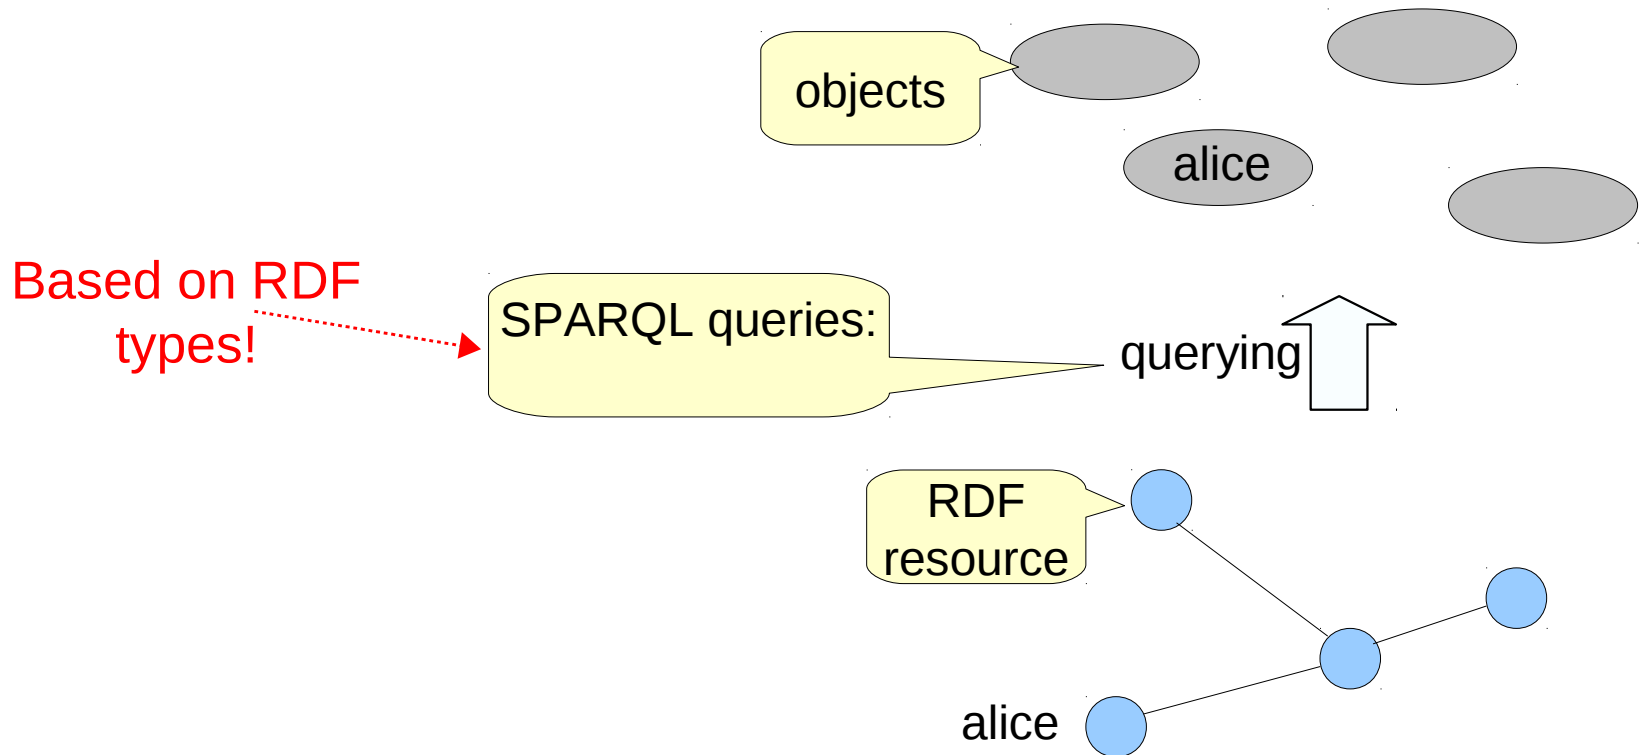 objects
alice
Based on RDF
types!
SPARQL queries:
querying
RDF
resource
alice